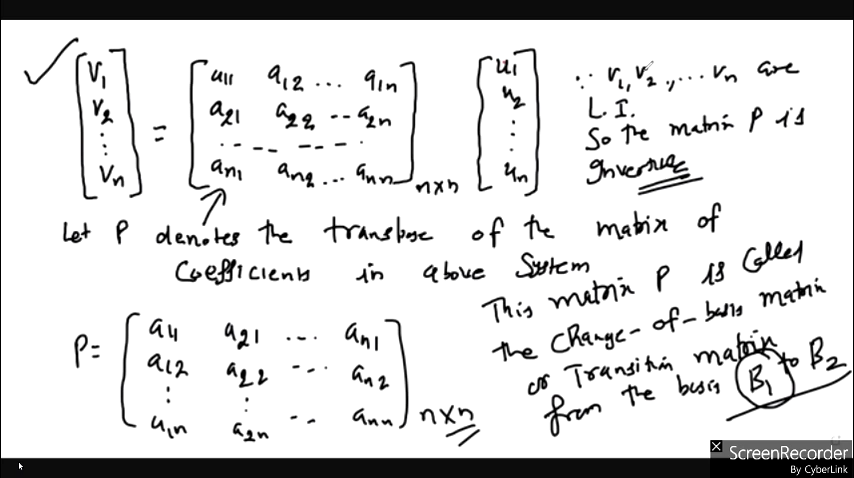 ✓ [V₁ V₂ ⋮ Vₙ] = [a₁₁ a₁₂ ... a₁ₙ
a₂₁ a₂₂ -- a₂ₙ
.. -- -- -- -- .
aₙ₁ aₙ₂ ... aₙₙ] n×n [u₁ u₂ ⋮ uₙ]
∵ v₁, v₂, ... vₙ are
L.I.
So the matrix P is
Let P denotes the transpose of the matrix of
Coefficients in above System
P = [a₁₁ a₂₁ ... aₙ₁
a₁₂ a₂₂ --- aₙ₂
⋮ ⋮
a₁ₙ a₂ₙ -- aₙₙ] n×n
This matrix P is called
the change-of-basis matrix
or Transition matrix
from the basis B₁ to B₂
ScreenRecorder
By CyberLink